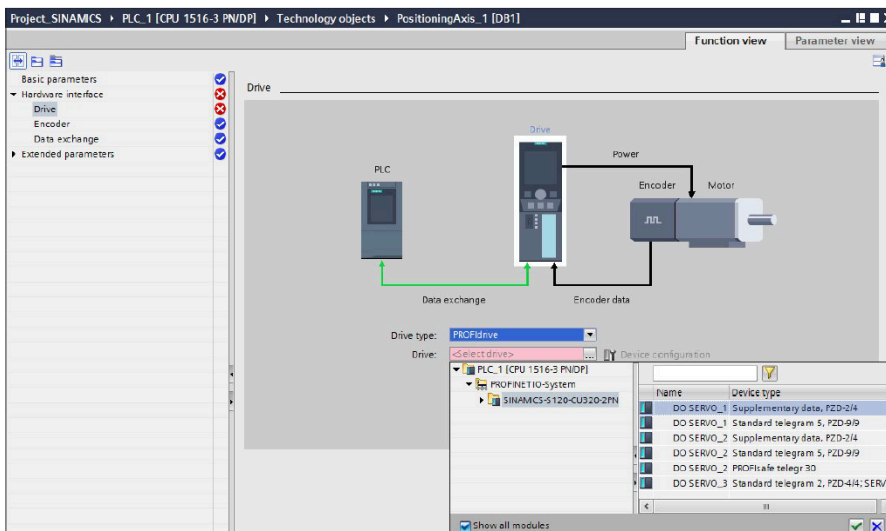 Project_SINAMICS › PLC_1 [CPU 1516-3 PN/DP] › Technology objects › PositioningAxis_1 [DB1]
Function view
Parameter view
Basic parameters
Hardware interface
Drive
Encoder
Data exchange
Extended parameters
Drive
Drive
Power
PLC
Encoder
Motor
Data exchange
Encoder data
Drive type:
PROFIdrive
Drive:
<Select drive>
...
Device configuration
PLC_1 [CPU 1516-3 PN/DP]
PROFINET IO-System
SINAMICS-S120-CU320-2PN
Name
Device type
DO SERVO_1 Supplementary data, PZD-2/4
DO SERVO_1 Standard telegram 5, PZD-9/9
DO SERVO_2 Supplementary data, PZD-2/4
DO SERVO_2 Standard telegram 5, PZD-9/9
DO SERVO_2 PROFIsafe telegr 30
DO SERVO_3 Standard telegram 2, PZD-4/4; SERV
Show all modules